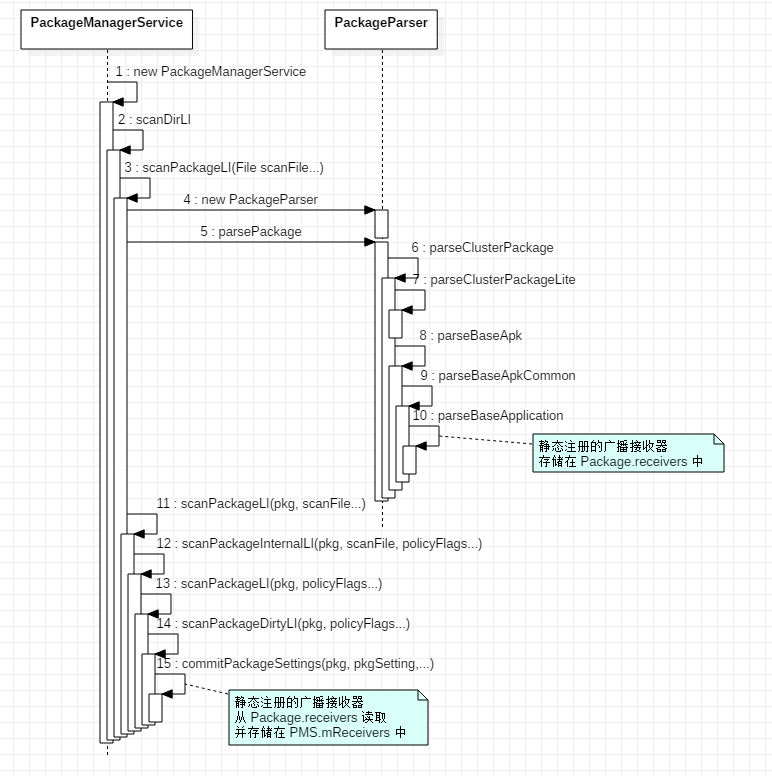 PackageManagerService
PackageParser
1 : new PackageManagerService
2 : scanDirLI
3 : scanPackageLI(File scanFile...)
4 : new PackageParser
5 : parsePackage
6 : parseClusterPackage
7 : parseClusterPackageLite
8 : parseBaseApk
9 : parseBaseApkCommon
10 : parseBaseApplication
静态注册的广播接收器
存储在 Package.receivers 中
11 : scanPackageLI(pkg, scanFile...)
12 : scanPackageInternalLI(pkg, scanFile, policyFlags...)
13 : scanPackageLI(pkg, policyFlags...)
14 : scanPackageDirtyLI(pkg, policyFlags...)
15 : commitPackageSettings(pkg, pkgSetting,...)
静态注册的广播接收器
从 Package.receivers 读取
并存储在 PMS.mReceivers 中